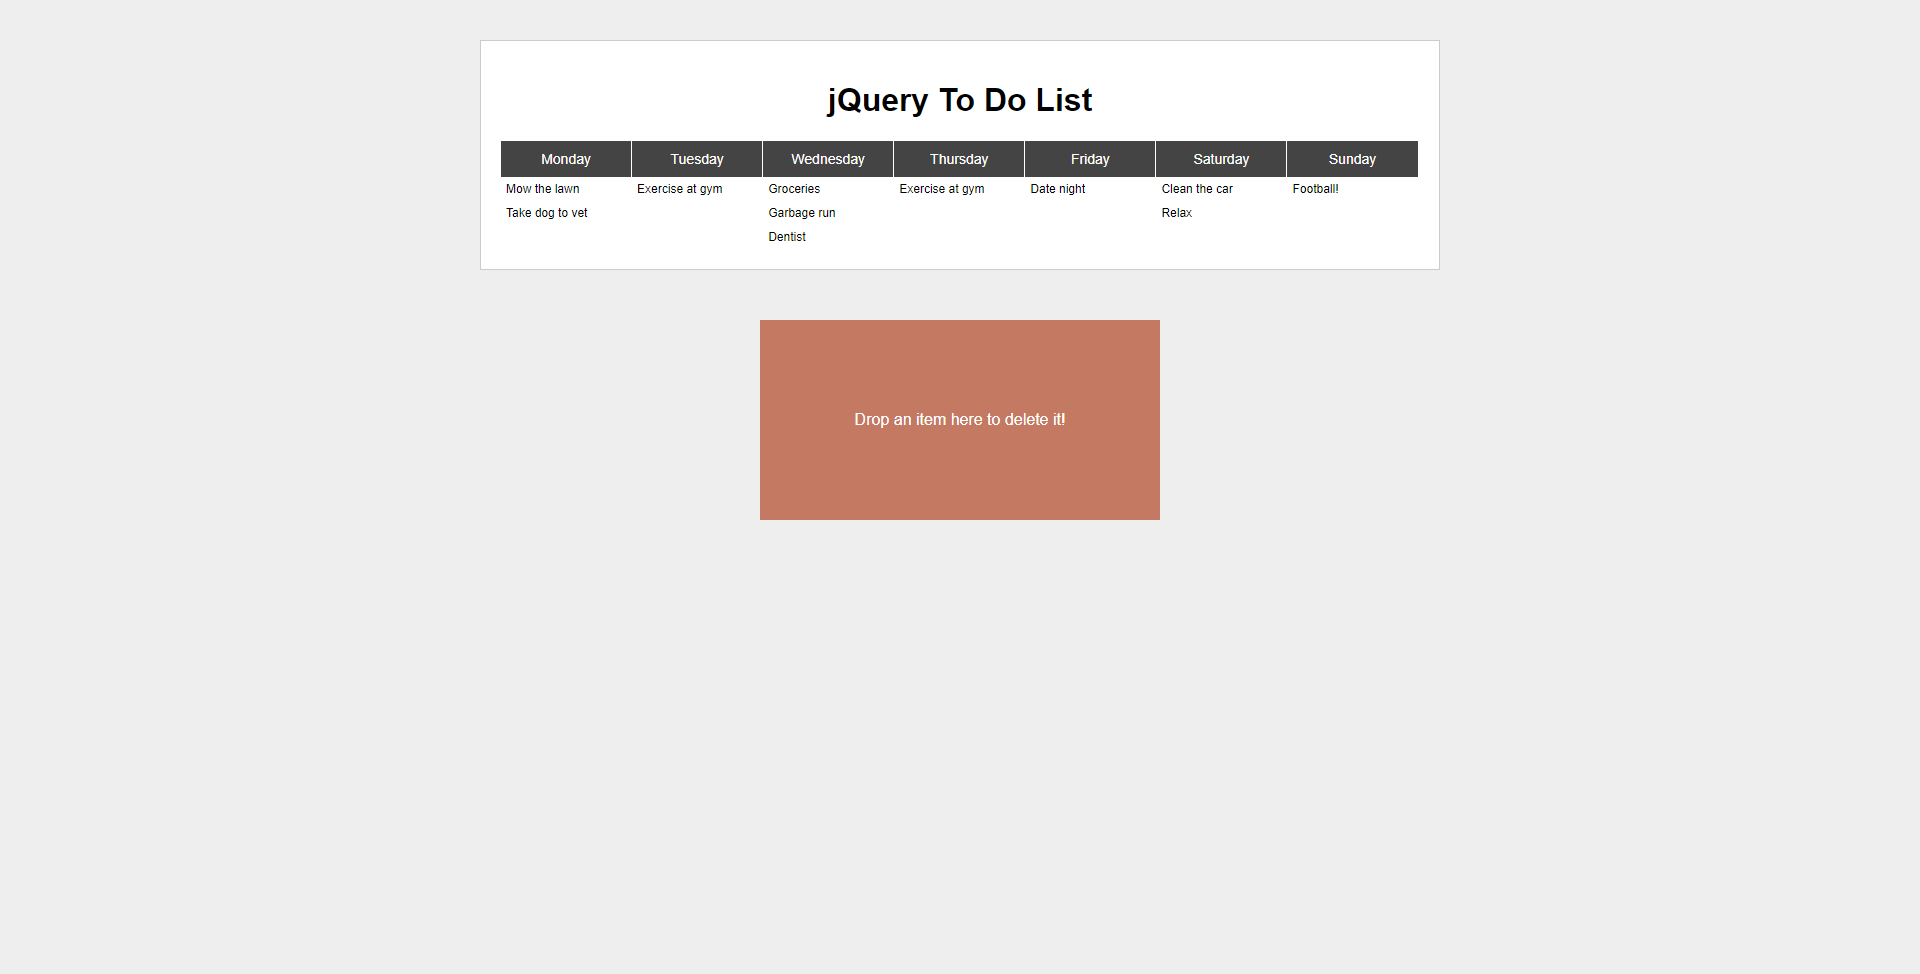 jQuery To Do List
Monday Tuesday Wednesday Thursday Friday Saturday Sunday
Mow the lawn Exercise at gym Groceries Exercise at gym Date night Clean the car Football!
Take dog to vet Garbage run Relax
Dentist
Drop an item here to delete it!